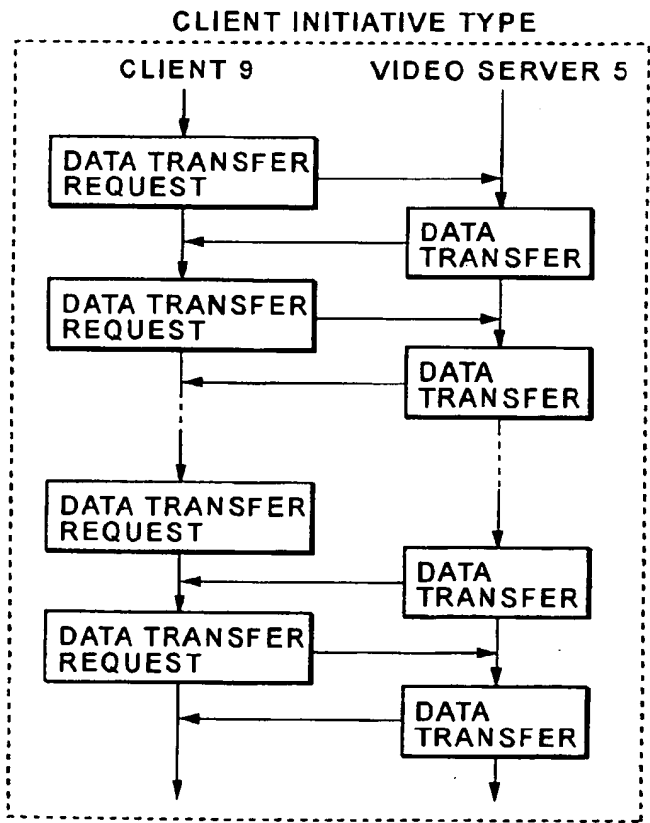 CLIENT INITIATIVE TYPE
CLIENT 9
VIDEO SERVER 5
DATA TRANSFER
REQUEST
DATA
TRANSFER
DATA TRANSFER
REQUEST
DATA
TRANSFER
DATA TRANSFER
REQUEST
DATA
TRANSFER
DATA TRANSFER
REQUEST
DATA
TRANSFER